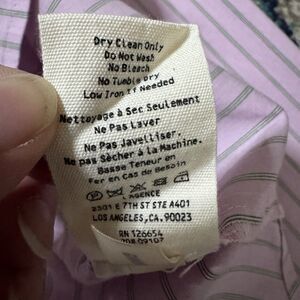 Dry Clean Only
Do Not Wash
No Bleach
No Tumble Dry
Low Iron If Needed
Nettoyage à Sec Seulement
Ne Pas Laver
Ne Pas Javelliser.
Ne pas Sècher à la Machine.
Basse Teneur en
Fer en Cas de Besoin
AGENCE
2301 E 7TH ST STE A401
LOS ANGELES, CA. 90023
RN 126654